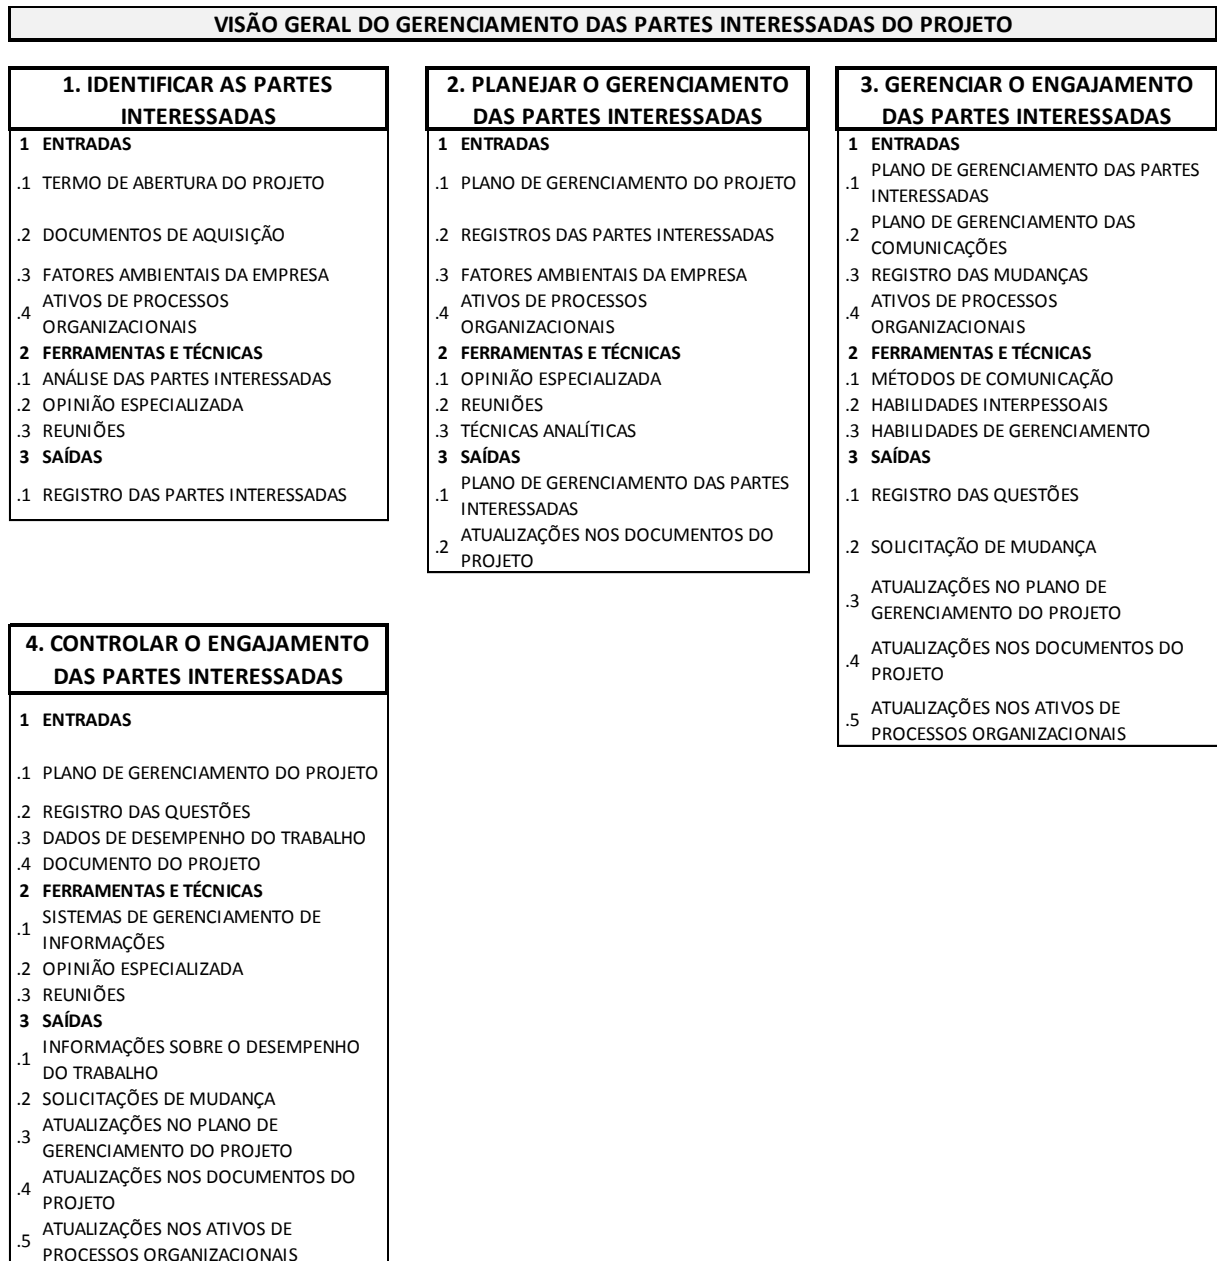 VISÃO GERAL DO GERENCIAMENTO DAS PARTES INTERESSADAS DO PROJETO
1. IDENTIFICAR AS PARTES
INTERESSADAS
1 ENTRADAS
.1 TERMO DE ABERTURA DO PROJETO
.2 DOCUMENTOS DE AQUISIÇÃO
.3 FATORES AMBIENTAIS DA EMPRESA
.4 ATIVOS DE PROCESSOS
ORGANIZACIONAIS
2 FERRAMENTAS E TÉCNICAS
.1 ANÁLISE DAS PARTES INTERESSADAS
.2 OPINIÃO ESPECIALIZADA
.3 REUNIÕES
3 SAÍDAS
.1 REGISTRO DAS PARTES INTERESSADAS
2. PLANEJAR O GERENCIAMENTO
DAS PARTES INTERESSADAS
1 ENTRADAS
.1 PLANO DE GERENCIAMENTO DO PROJETO
.2 REGISTROS DAS PARTES INTERESSADAS
.3 FATORES AMBIENTAIS DA EMPRESA
.4 ATIVOS DE PROCESSOS
ORGANIZACIONAIS
2 FERRAMENTAS E TÉCNICAS
.1 OPINIÃO ESPECIALIZADA
.2 REUNIÕES
.3 TÉCNICAS ANALÍTICAS
3 SAÍDAS
.1 PLANO DE GERENCIAMENTO DAS PARTES
INTERESSADAS
.2 ATUALIZAÇÕES NOS DOCUMENTOS DO
PROJETO
3. GERENCIAR O ENGAJAMENTO
DAS PARTES INTERESSADAS
1 ENTRADAS
.1 PLANO DE GERENCIAMENTO DAS PARTES
INTERESSADAS
.2 PLANO DE GERENCIAMENTO DAS
COMUNICAÇÕES
.3 REGISTRO DAS MUDANÇAS
.4 ATIVOS DE PROCESSOS
ORGANIZACIONAIS
2 FERRAMENTAS E TÉCNICAS
.1 MÉTODOS DE COMUNICAÇÃO
.2 HABILIDADES INTERPESSOAIS
.3 HABILIDADES DE GERENCIAMENTO
3 SAÍDAS
.1 REGISTRO DAS QUESTÕES
.2 SOLICITAÇÃO DE MUDANÇA
.3 ATUALIZAÇÕES NO PLANO DE
GERENCIAMENTO DO PROJETO
.4 ATUALIZAÇÕES NOS DOCUMENTOS DO
PROJETO
.5 ATUALIZAÇÕES NOS ATIVOS DE
PROCESSOS ORGANIZACIONAIS
4. CONTROLAR O ENGAJAMENTO
DAS PARTES INTERESSADAS
1 ENTRADAS
.1 PLANO DE GERENCIAMENTO DO PROJETO
.2 REGISTRO DAS QUESTÕES
.3 DADOS DE DESEMPENHO DO TRABALHO
.4 DOCUMENTO DO PROJETO
2 FERRAMENTAS E TÉCNICAS
.1 SISTEMAS DE GERENCIAMENTO DE
INFORMAÇÕES
.2 OPINIÃO ESPECIALIZADA
.3 REUNIÕES
3 SAÍDAS
.1 INFORMAÇÕES SOBRE O DESEMPENHO
DO TRABALHO
.2 SOLICITAÇÕES DE MUDANÇA
.3 ATUALIZAÇÕES NO PLANO DE
GERENCIAMENTO DO PROJETO
.4 ATUALIZAÇÕES NOS DOCUMENTOS DO
PROJETO
.5 ATUALIZAÇÕES NOS ATIVOS DE
PROCESSOS ORGANIZACIONAIS